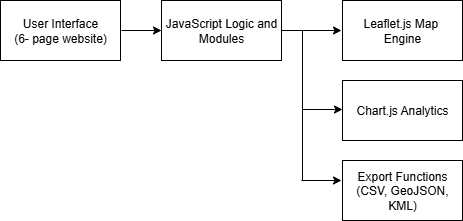 User Interface
(6- page website)
JavaScript Logic and
Modules
Leaflet.js Map
Engine
Chart.js Analytics
Export Functions
(CSV, GeoJSON,
KML)